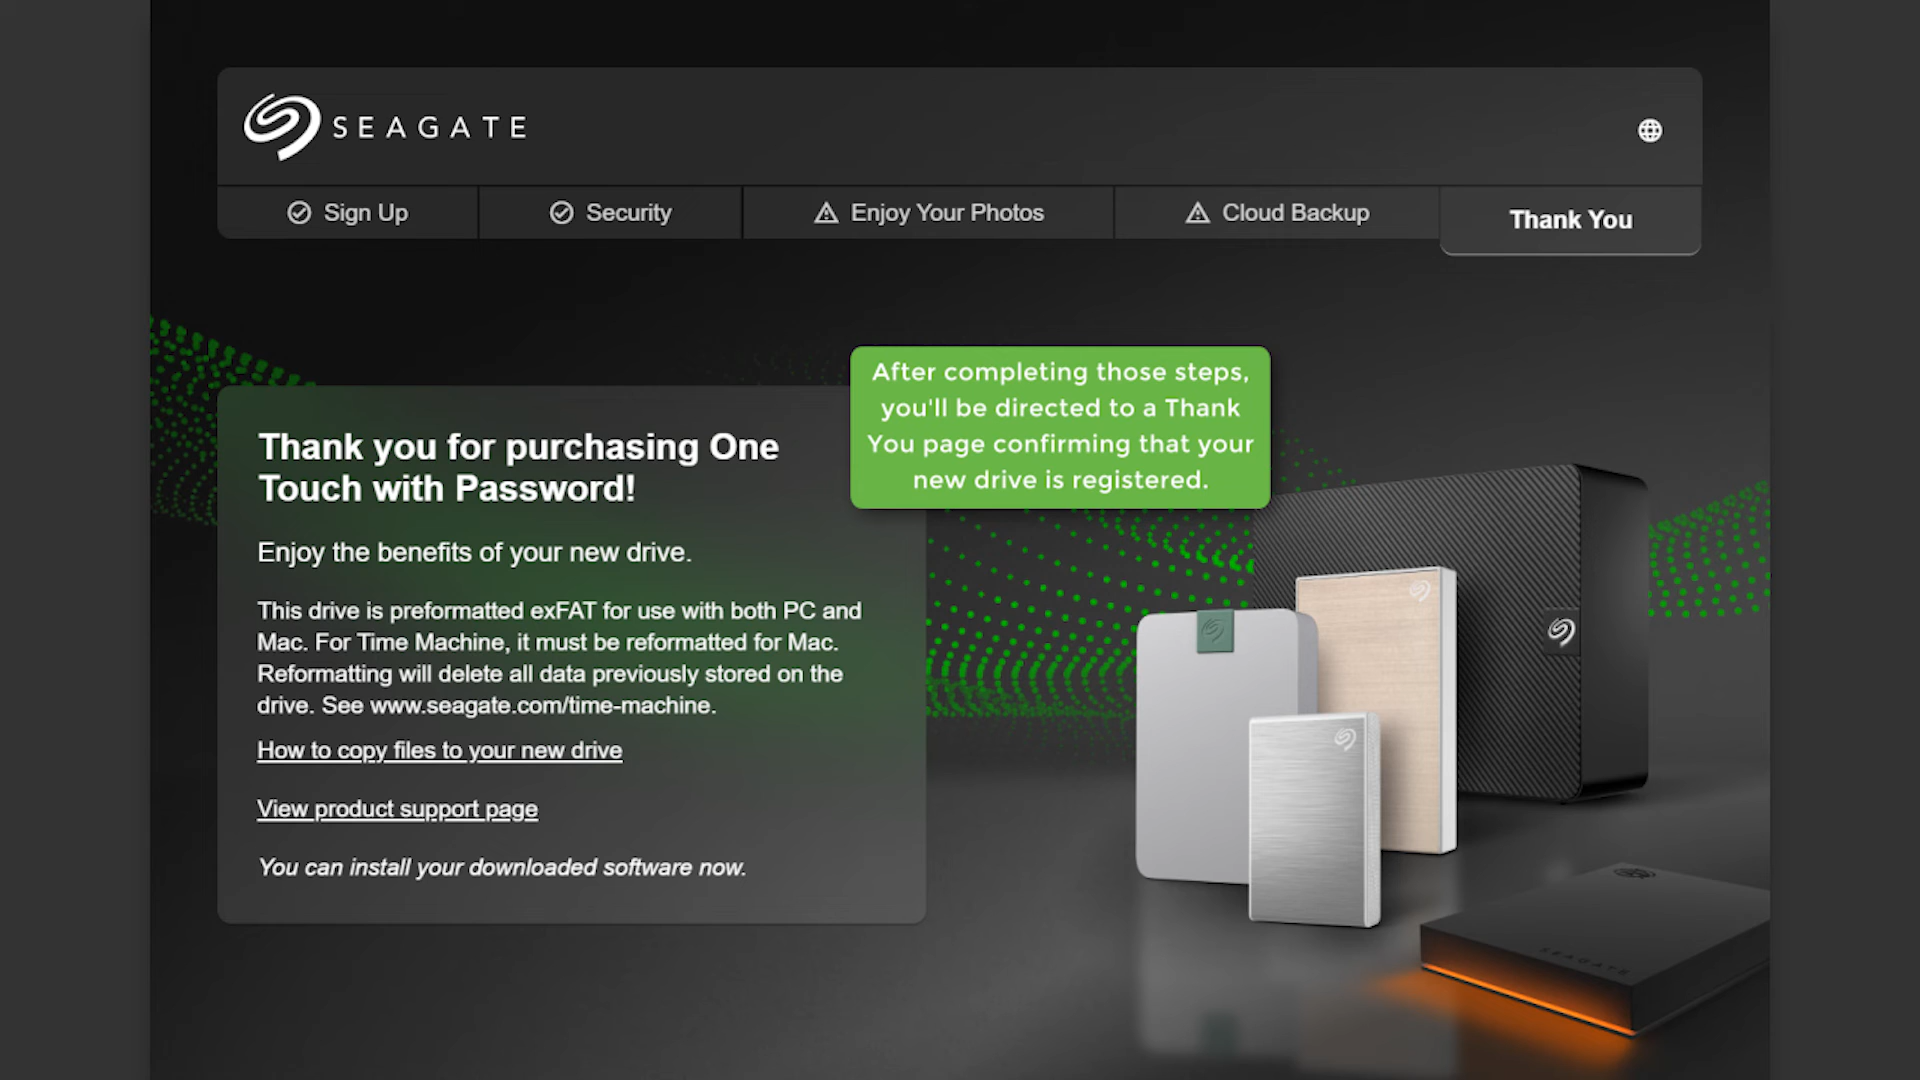 SEAGATE
Sign Up
Security
Enjoy Your Photos
Cloud Backup
Thank You
After completing those steps,
you'll be directed to a Thank
You page confirming that your
new drive is registered.
Thank you for purchasing One
Touch with Password!
Enjoy the benefits of your new drive.
This drive is preformatted exFAT for use with both PC and
Mac. For Time Machine, it must be reformatted for Mac.
Reformatting will delete all data previously stored on the
drive. See www.seagate.com/time-machine.
How to copy files to your new drive
View product support page
You can install your downloaded software now.
SEAGATE